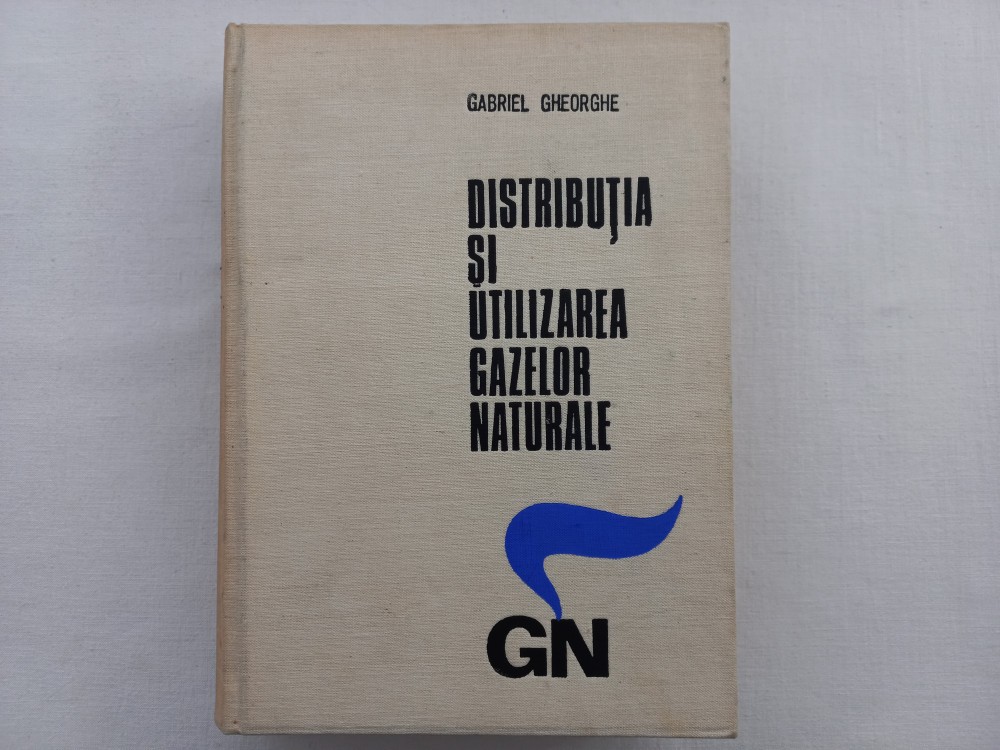 GABRIEL GHEORGHE
DISTRIBUŢIA
ŞI
UTILIZAREA
GAZELOR
NATURALE
GN